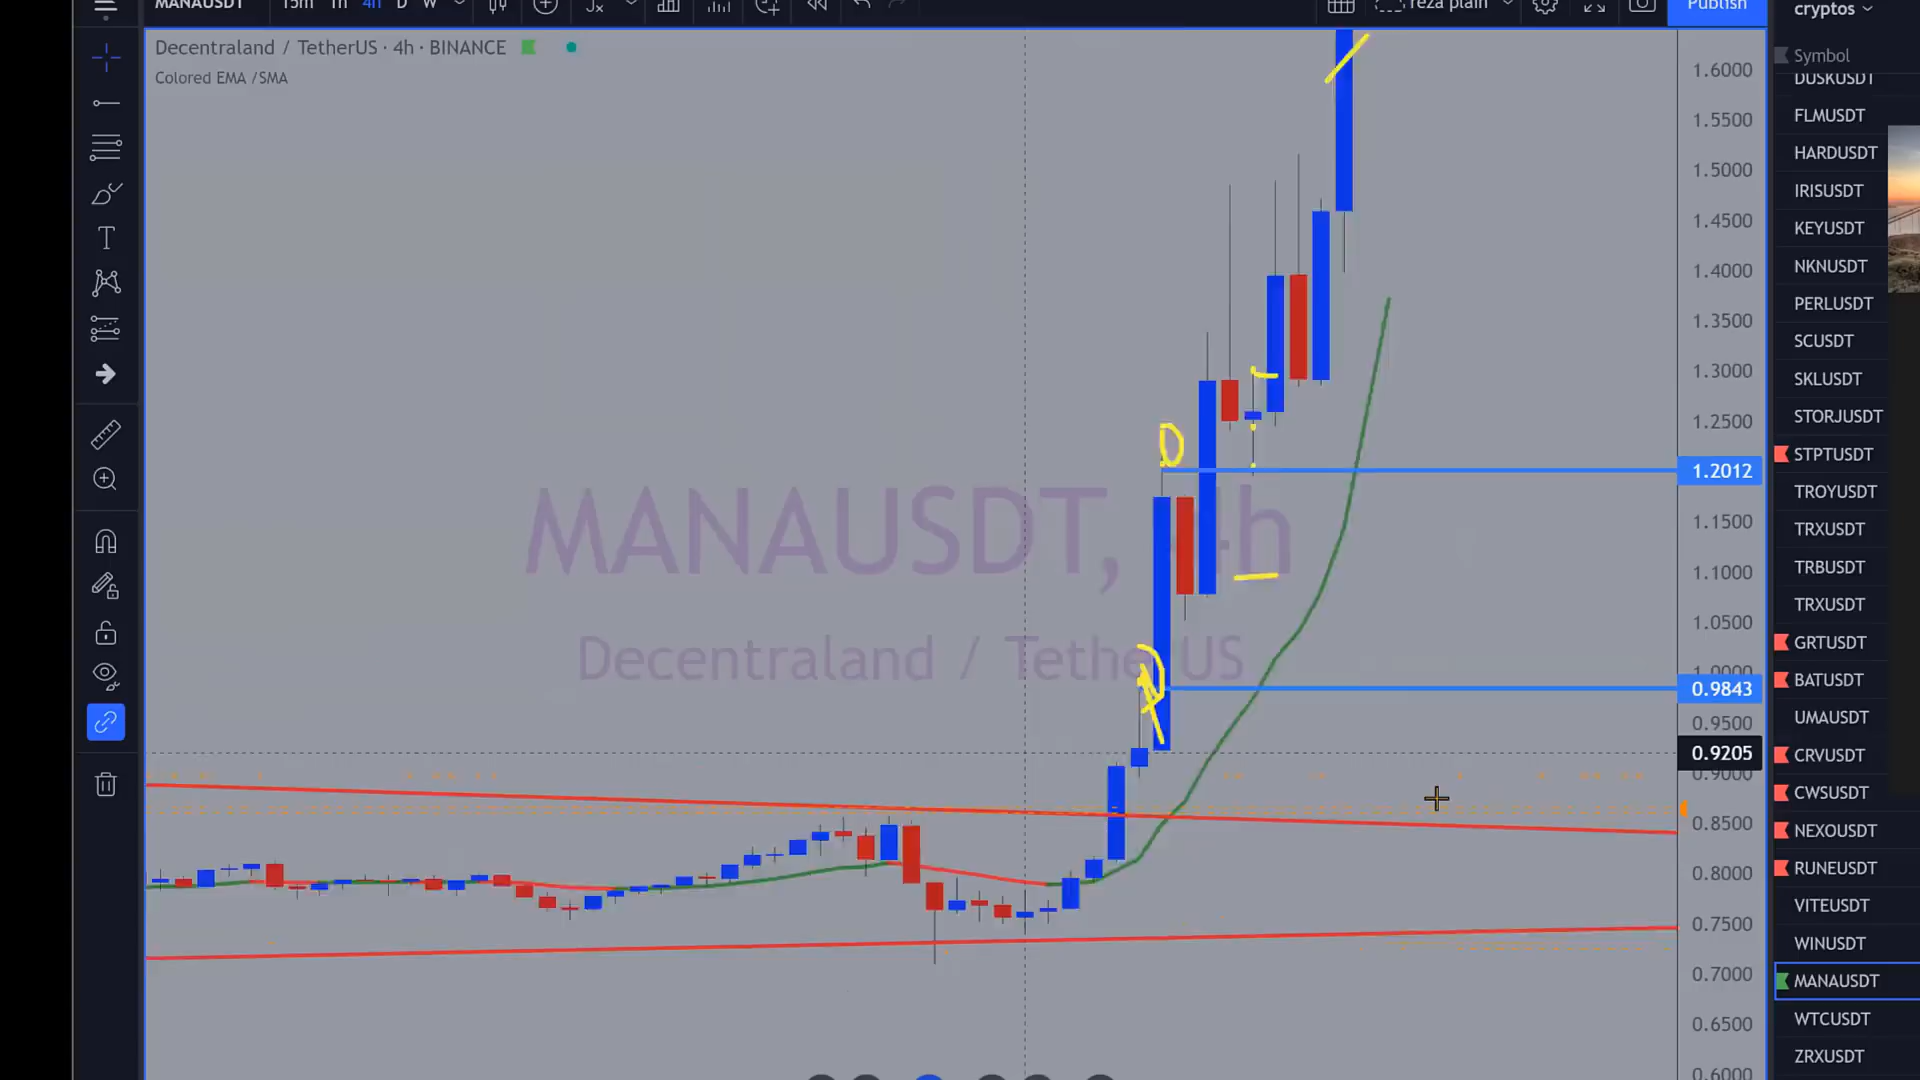 MANAUSDT 15m 1h 4h D W reza plain Publish
cryptos
Decentraland / TetherUS · 4h · BINANCE
Colored EMA /SMA
MANAUSDT, 4h
Decentraland / TetherUS
D
1.6000
1.5500
1.5000
1.4500
1.4000
1.3500
1.3000
1.2500
1.2012
1.1500
1.1000
1.0500
1.0000
0.9843
0.9500
0.9205
0.9000
0.8500
0.8000
0.7500
0.7000
0.6500
0.6000
Symbol
DUSKUSDT
FLMUSDT
HARDUSDT
IRISUSDT
KEYUSDT
NKNUSDT
PERLUSDT
SCUSDT
SKLUSDT
STORJUSDT
STPTUSDT
TROYUSDT
TRXUSDT
TRBUSDT
TRXUSDT
GRTUSDT
BATUSDT
UMAUSDT
CRVUSDT
CWSUSDT
NEXOUSDT
RUNEUSDT
VITEUSDT
WINUSDT
MANAUSDT
WTCUSDT
ZRXUSDT